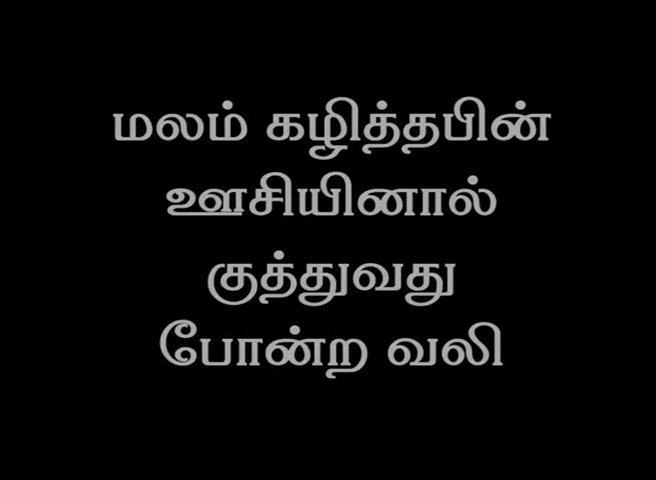 மலம் கழித்தபின்
ஊசியினால்
குத்துவது
போன்ற வலி